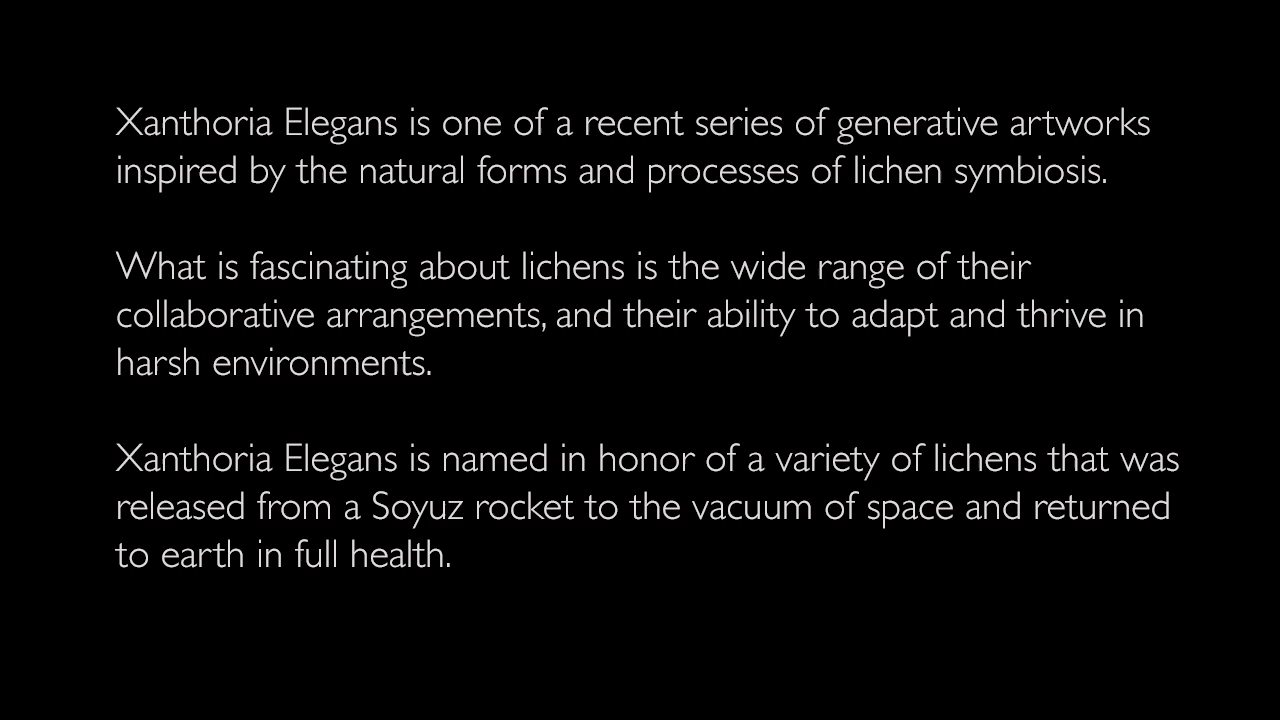 Xanthoria Elegans is one of a recent series of generative artworks
inspired by the natural forms and processes of lichen symbiosis.
What is fascinating about lichens is the wide range of their
collaborative arrangements, and their ability to adapt and thrive in
harsh environments.
Xanthoria Elegans is named in honor of a variety of lichens that was
released from a Soyuz rocket to the vacuum of space and returned
to earth in full health.